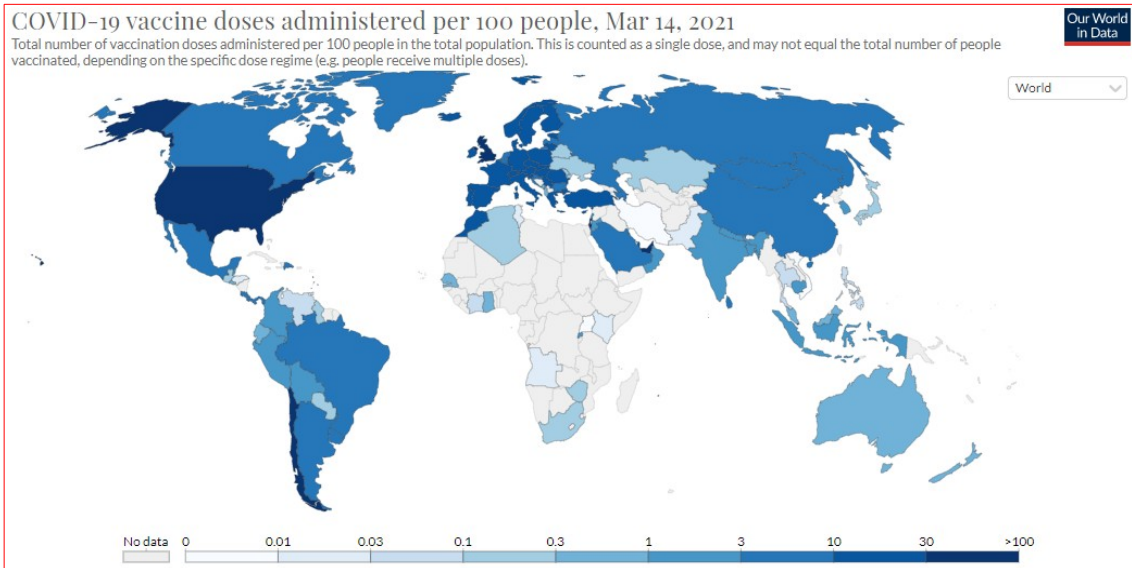 COVID-19 vaccine doses administered per 100 people, Mar 14, 2021
Our World
in Data
Total number of vaccination doses administered per 100 people in the total population. This is counted as a single dose, and may not equal the total number of people
vaccinated, depending on the specific dose regime (e.g. people receive multiple doses).
World
No data 0 0.01 0.03 0.1 0.3 1 3 10 30 >100